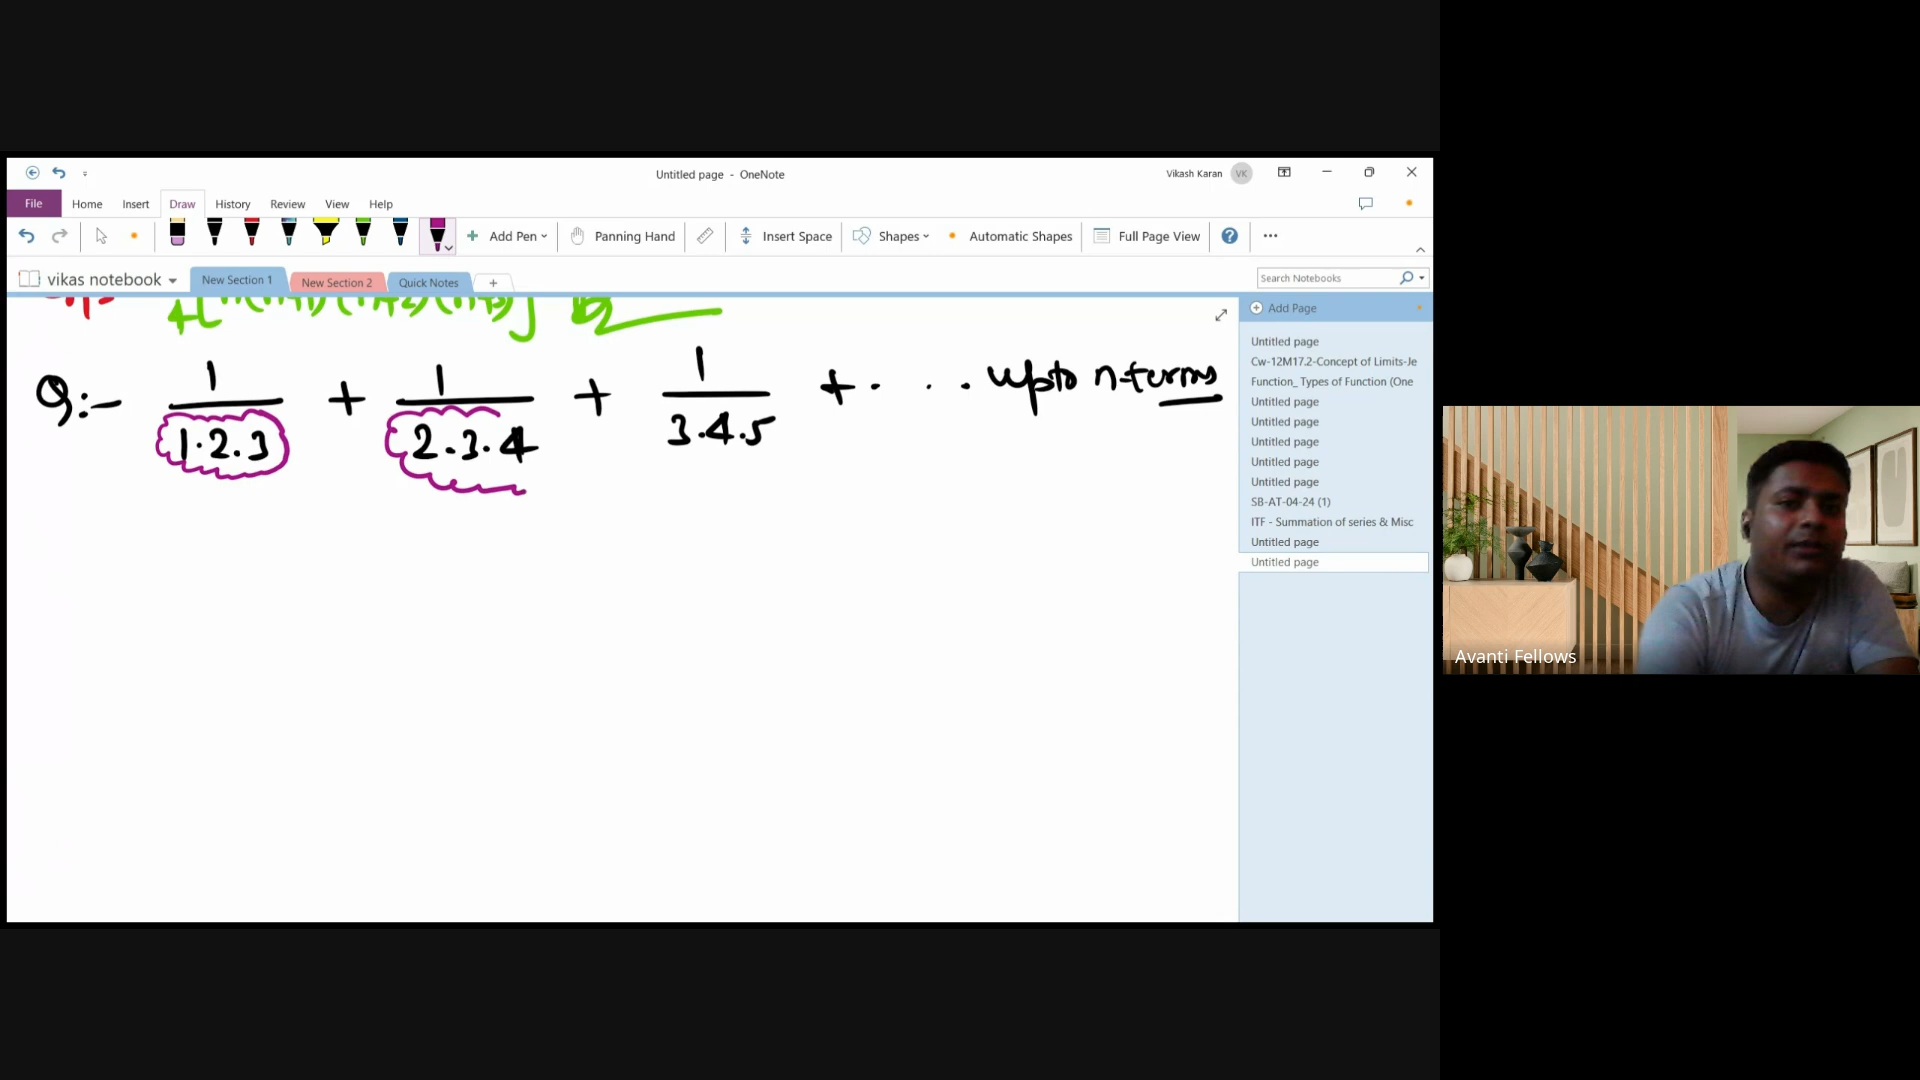 Untitled page - OneNote
Vikash Karan VK
File Home Insert Draw History Review View Help
Add Pen Panning Hand Insert Space Shapes Automatic Shapes Full Page View ? ...
vikas notebook New Section 1 New Section 2 Quick Notes + Search Notebooks
Add Page
4[n(n+1)(n+2)(n+3)]
Q:- 1/1·2.3 + 1/2.3.4 + 1/3.4.5 + . . . . upto n terms
Untitled page
Cw-12M17.2-Concept of Limits-Je
Function_ Types of Function (One
Untitled page
Untitled page
Untitled page
Untitled page
Untitled page
SB-AT-04-24 (1)
ITF - Summation of series & Misc
Untitled page
Untitled page
Avanti Fellows